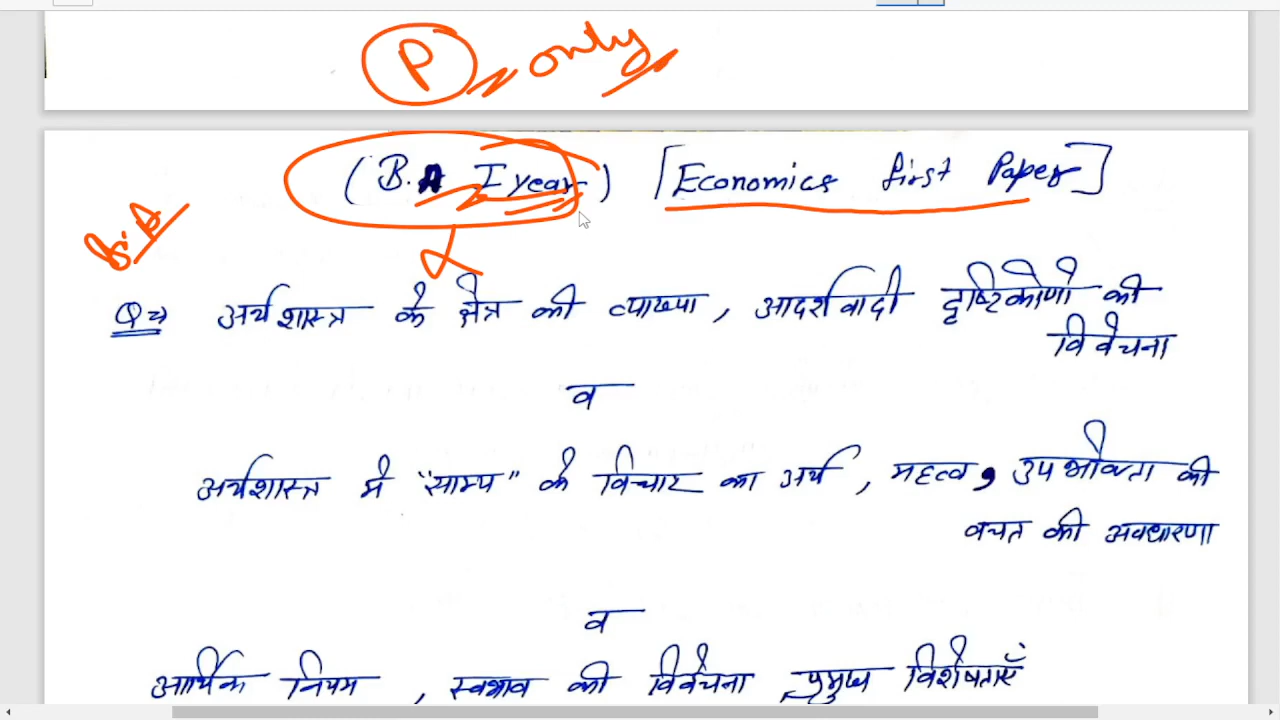 P only
(B.A I year) [Economics first Paper]
B.A
Q⇒ अर्थशास्त्र के क्षेत्र की व्याख्या, आदर्शवादी दृष्टिकोणो की
विवेचना
व
अर्थशास्त्र मे "साम्य" के विचार का अर्थ, महत्व, उपभोक्ता की
बचत की अवधारणा
व
आर्थिक नियम, स्वभाव की विवेचना प्रमुख विशेषताएँ